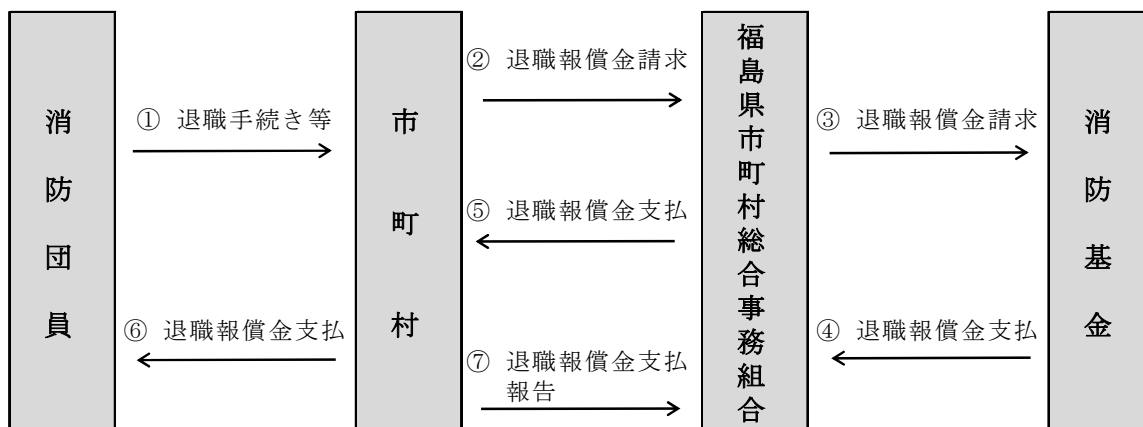 消防団員
① 退職手続き等
市町村
② 退職報償金請求
福島県市町村総合事務組合
③ 退職報償金請求
消防基金
④ 退職報償金支払
⑤ 退職報償金支払
⑥ 退職報償金支払
⑦ 退職報償金支払
報告